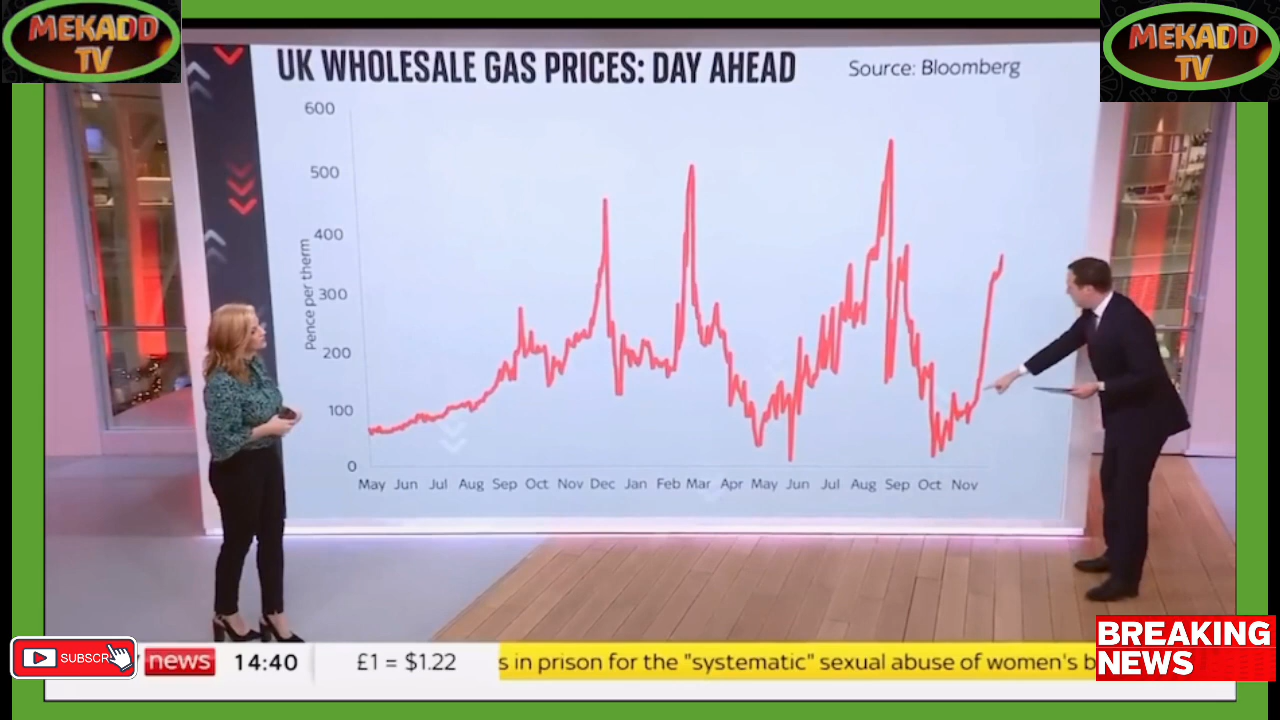 MEKADD
TV
MEKADD
TV
UK WHOLESALE GAS PRICES: DAY AHEAD
Source: Bloomberg
600
500
400
300
200
100
0
Pence per therm
May Jun Jul Aug Sep Oct Nov Dec Jan Feb Mar Apr May Jun Jul Aug Sep Oct Nov
SUBSCR
news
14:40
£1 = $1.22
s in prison for the "systematic" sexual abuse of women's b
BREAKING
NEWS